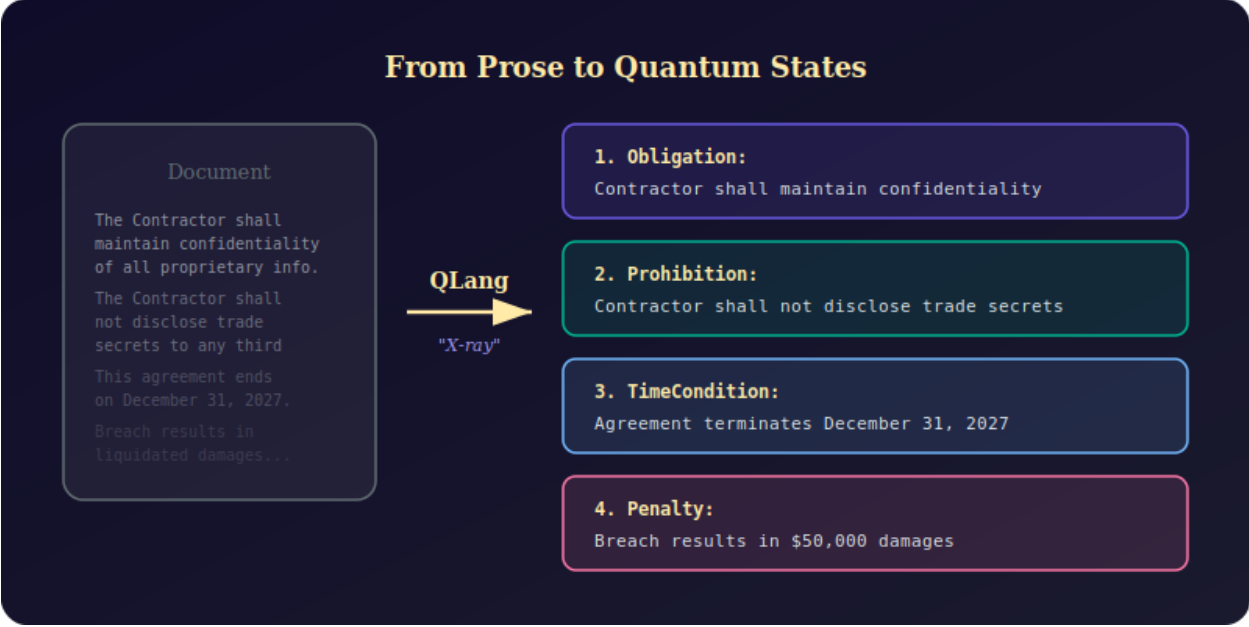 From Prose to Quantum States
Document
The Contractor shall
maintain confidentiality
of all proprietary info.
The Contractor shall
not disclose trade
secrets to any third
This agreement ends
on December 31, 2027.
Breach results in
liquidated damages...
QLang
"X-ray"
1. Obligation:
Contractor shall maintain confidentiality
2. Prohibition:
Contractor shall not disclose trade secrets
3. TimeCondition:
Agreement terminates December 31, 2027
4. Penalty:
Breach results in $50,000 damages